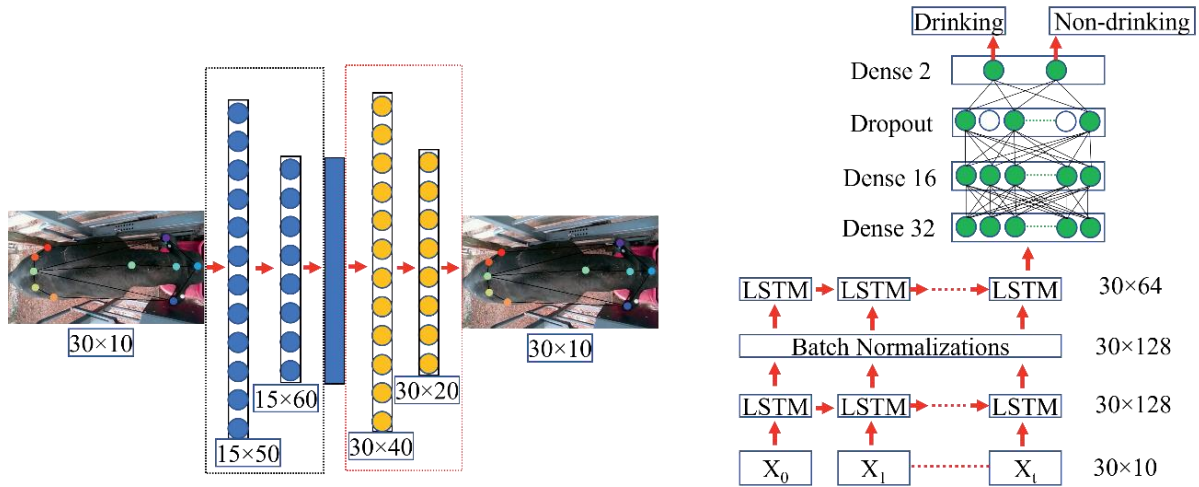 30×10
15×50
15×60
30×40
30×20
30×10
Drinking Non-drinking
Dense 2
Dropout
Dense 16
Dense 32
LSTM LSTM LSTM 30×64
Batch Normalizations 30×128
LSTM LSTM LSTM 30×128
X₀ X₁ Xₜ 30×10